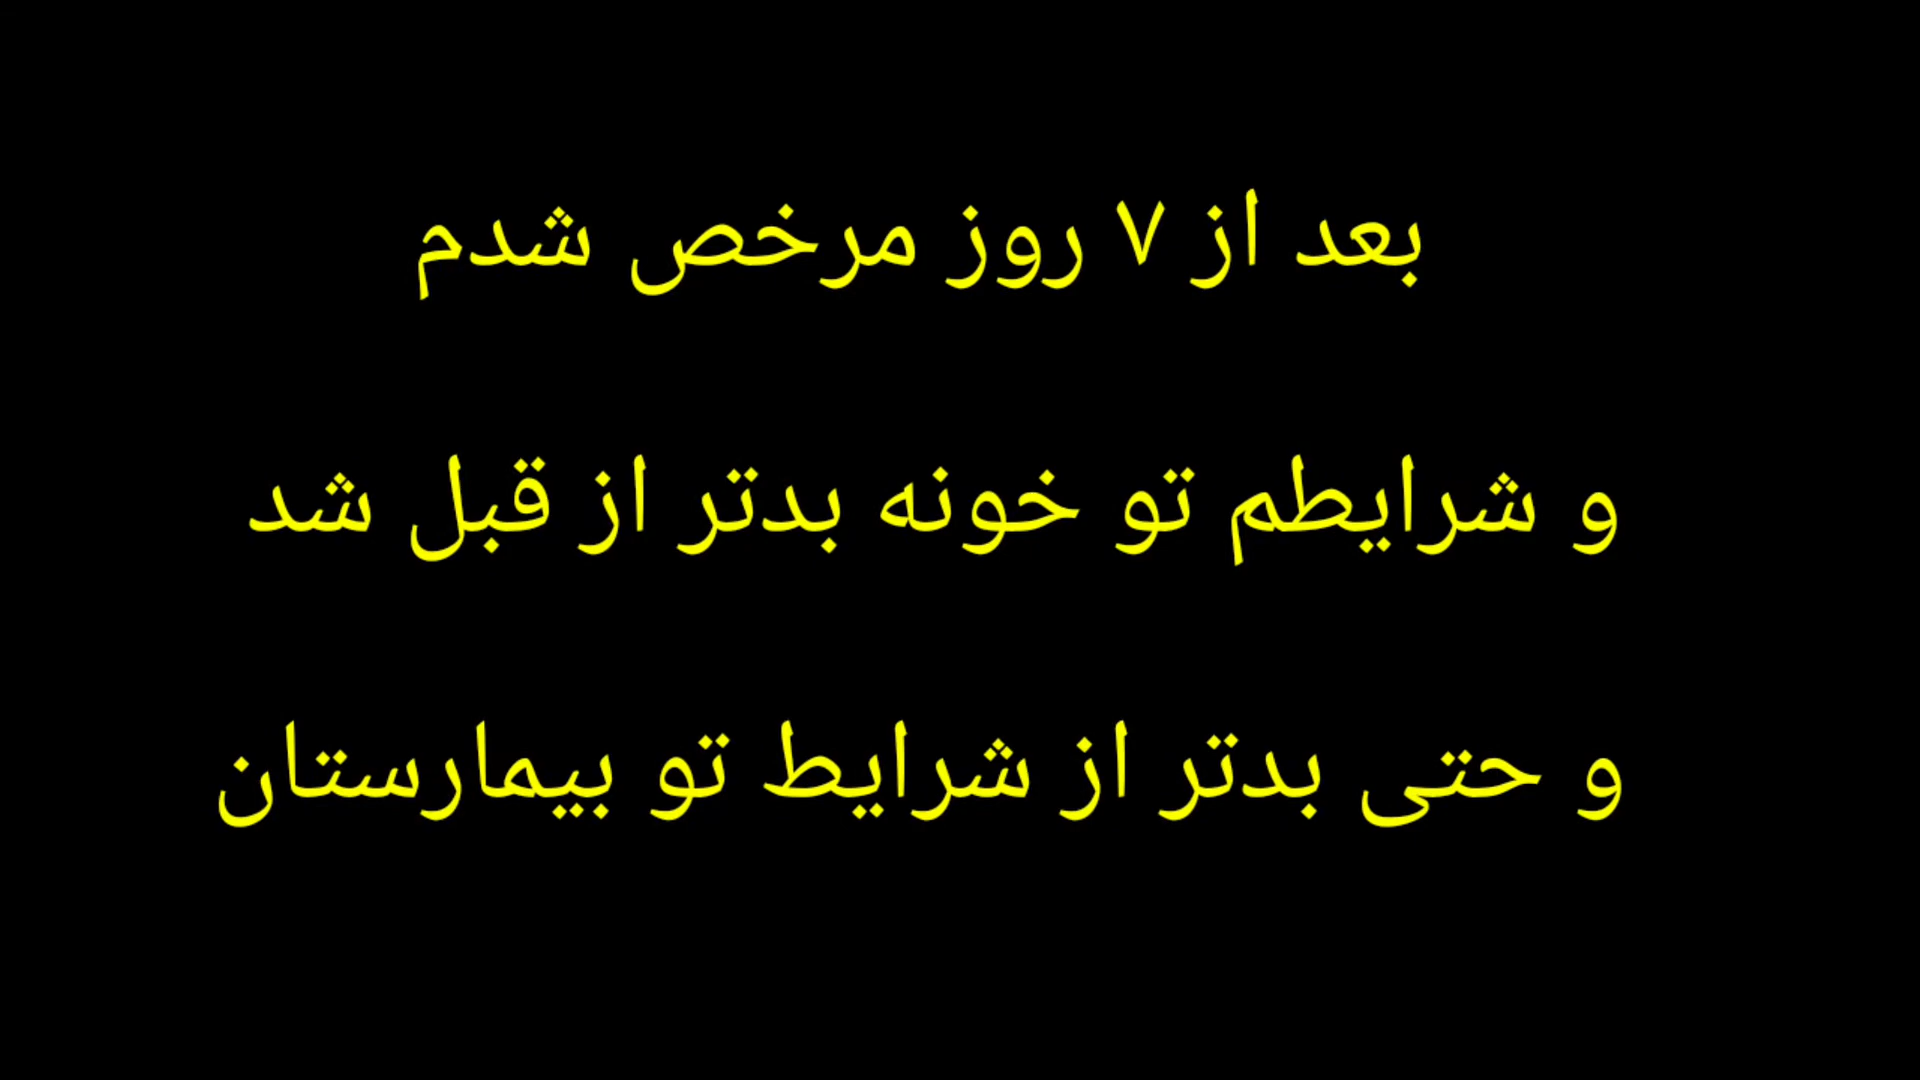 بعد از ۷ روز مرخص شدم
و شرایطم تو خونه بدتر از قبل شد
و حتی بدتر از شرایط تو بیمارستان